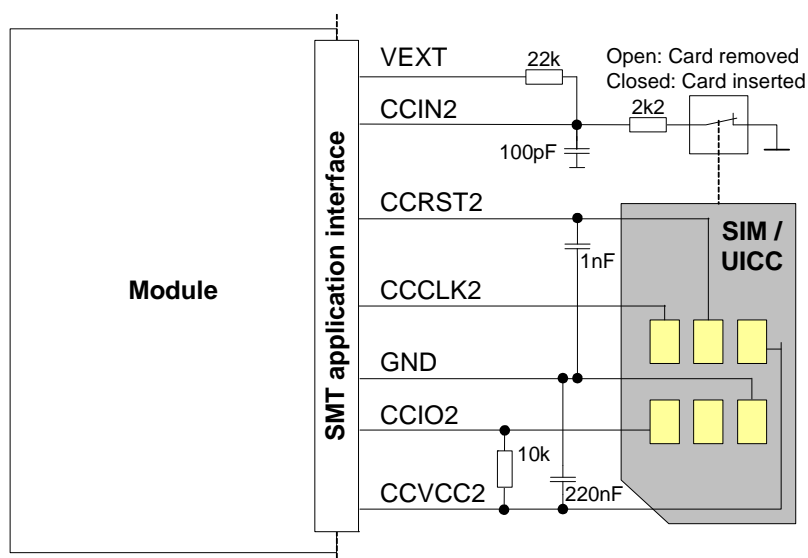 VEXT
22k
Open: Card removed
Closed: Card inserted
CCIN2
2k2
100pF
CCRST2
SIM /
UICC
1nF
Module
SMT application interface
CCCLK2
GND
CCIO2
10k
CCVCC2
220nF